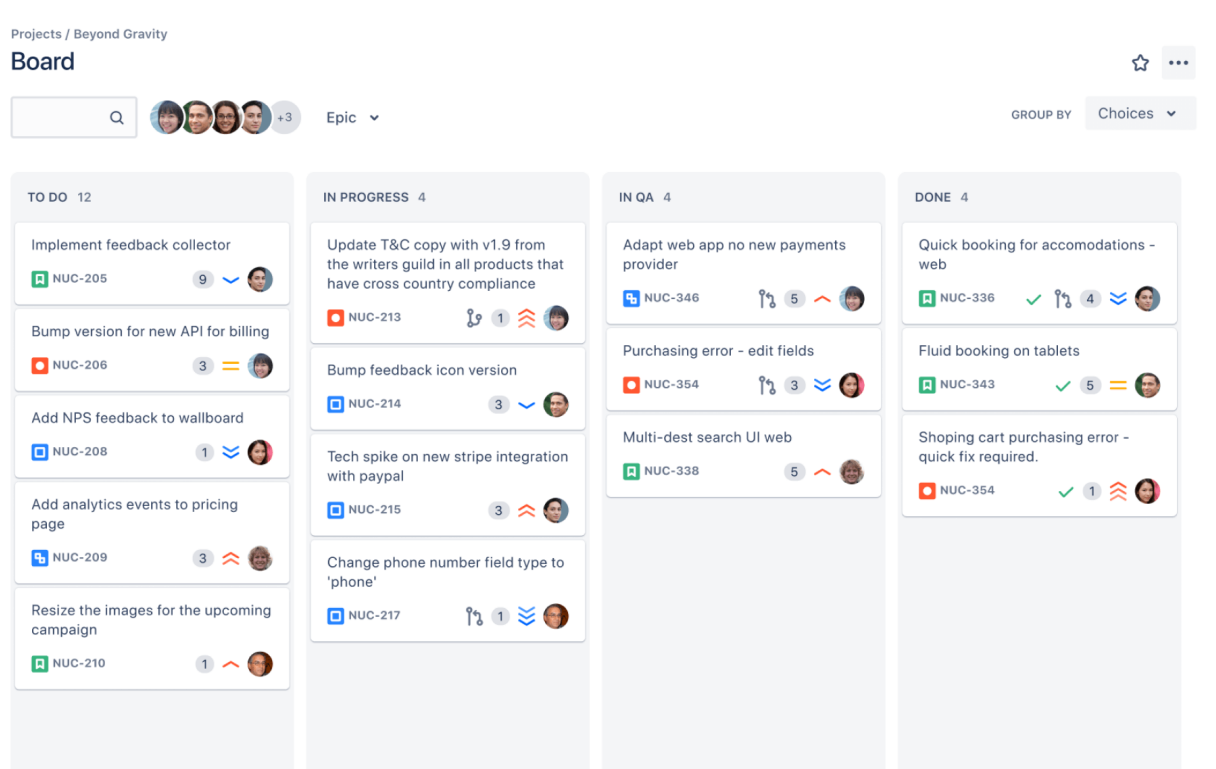 Projects / Beyond Gravity
Board
+3
Epic
GROUP BY
Choices
TO DO 12
Implement feedback collector
NUC-205
9
Bump version for new API for billing
NUC-206
3
Add NPS feedback to wallboard
NUC-208
1
Add analytics events to pricing
page
NUC-209
3
Resize the images for the upcoming
campaign
NUC-210
1
IN PROGRESS 4
Update T&C copy with v1.9 from
the writers guild in all products that
have cross country compliance
NUC-213
1
Bump feedback icon version
NUC-214
3
Tech spike on new stripe integration
with paypal
NUC-215
3
Change phone number field type to
'phone'
NUC-217
1
IN QA 4
Adapt web app no new payments
provider
NUC-346
5
Purchasing error - edit fields
NUC-354
3
Multi-dest search UI web
NUC-338
5
DONE 4
Quick booking for accomodations -
web
NUC-336
4
Fluid booking on tablets
NUC-343
5
Shoping cart purchasing error -
quick fix required.
NUC-354
1